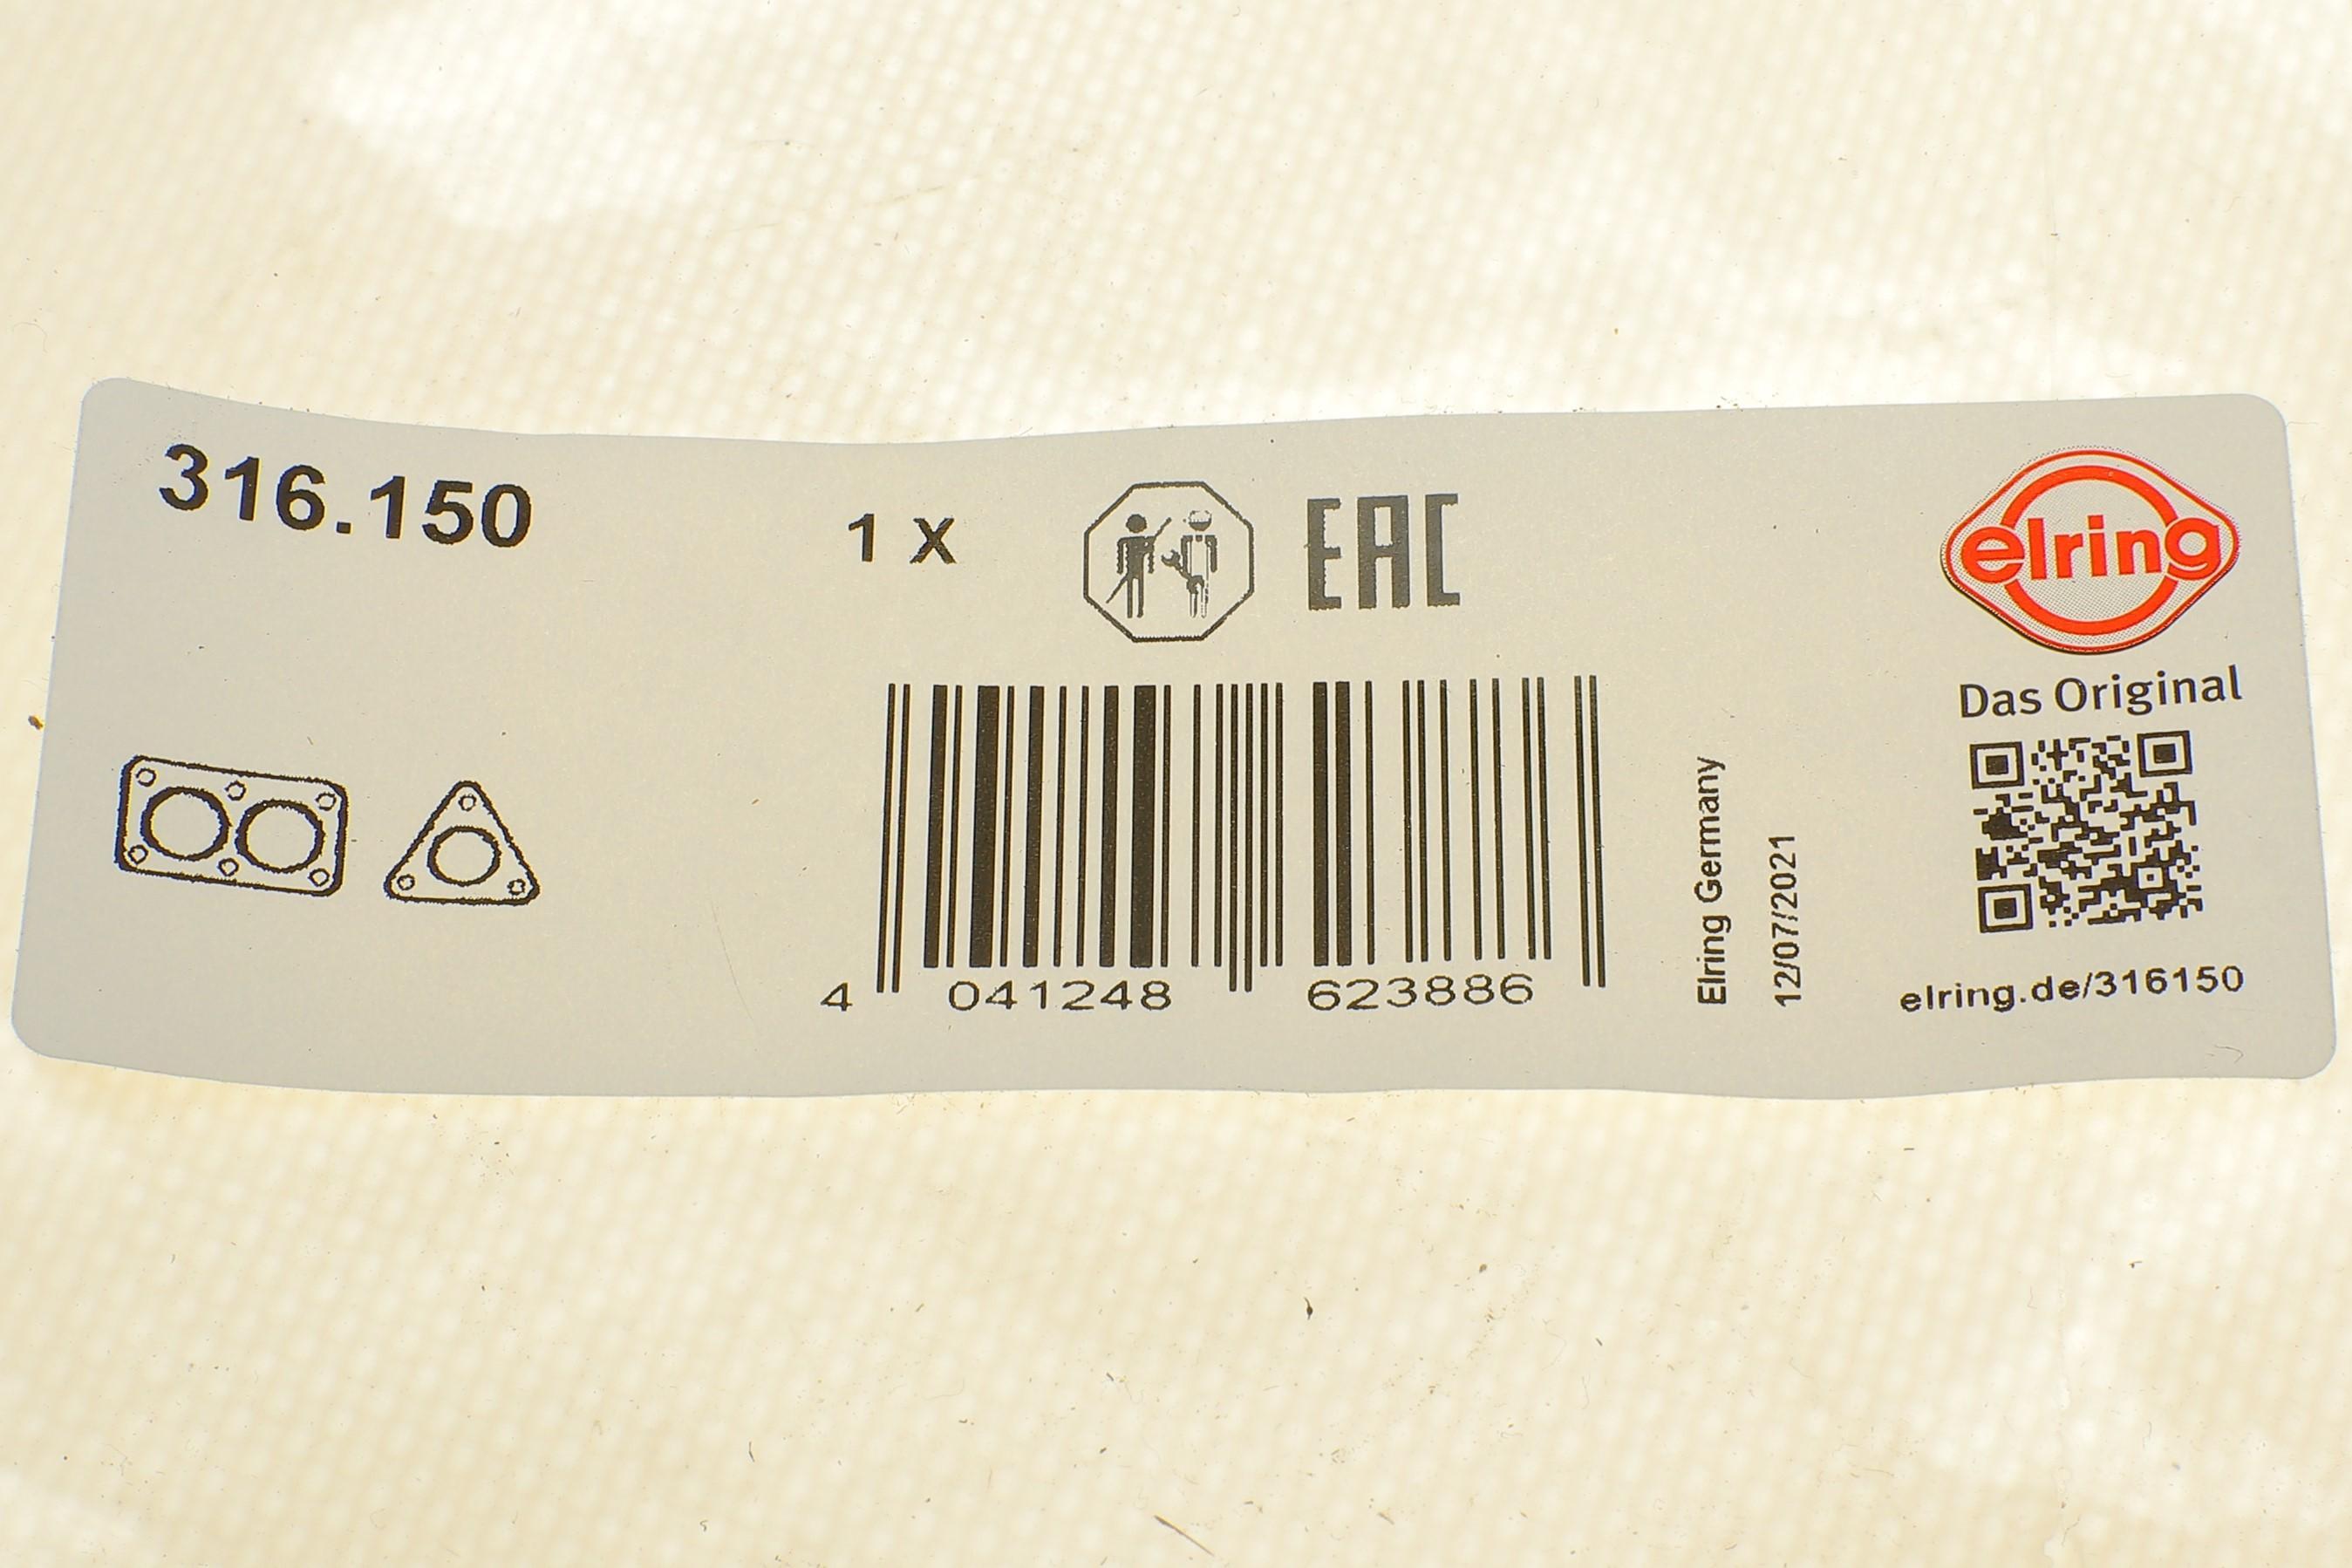 316.150
1 X
EAC
elring
Das Original
4 041248 623886
Elring Germany
12/07/2021
elring.de/316150